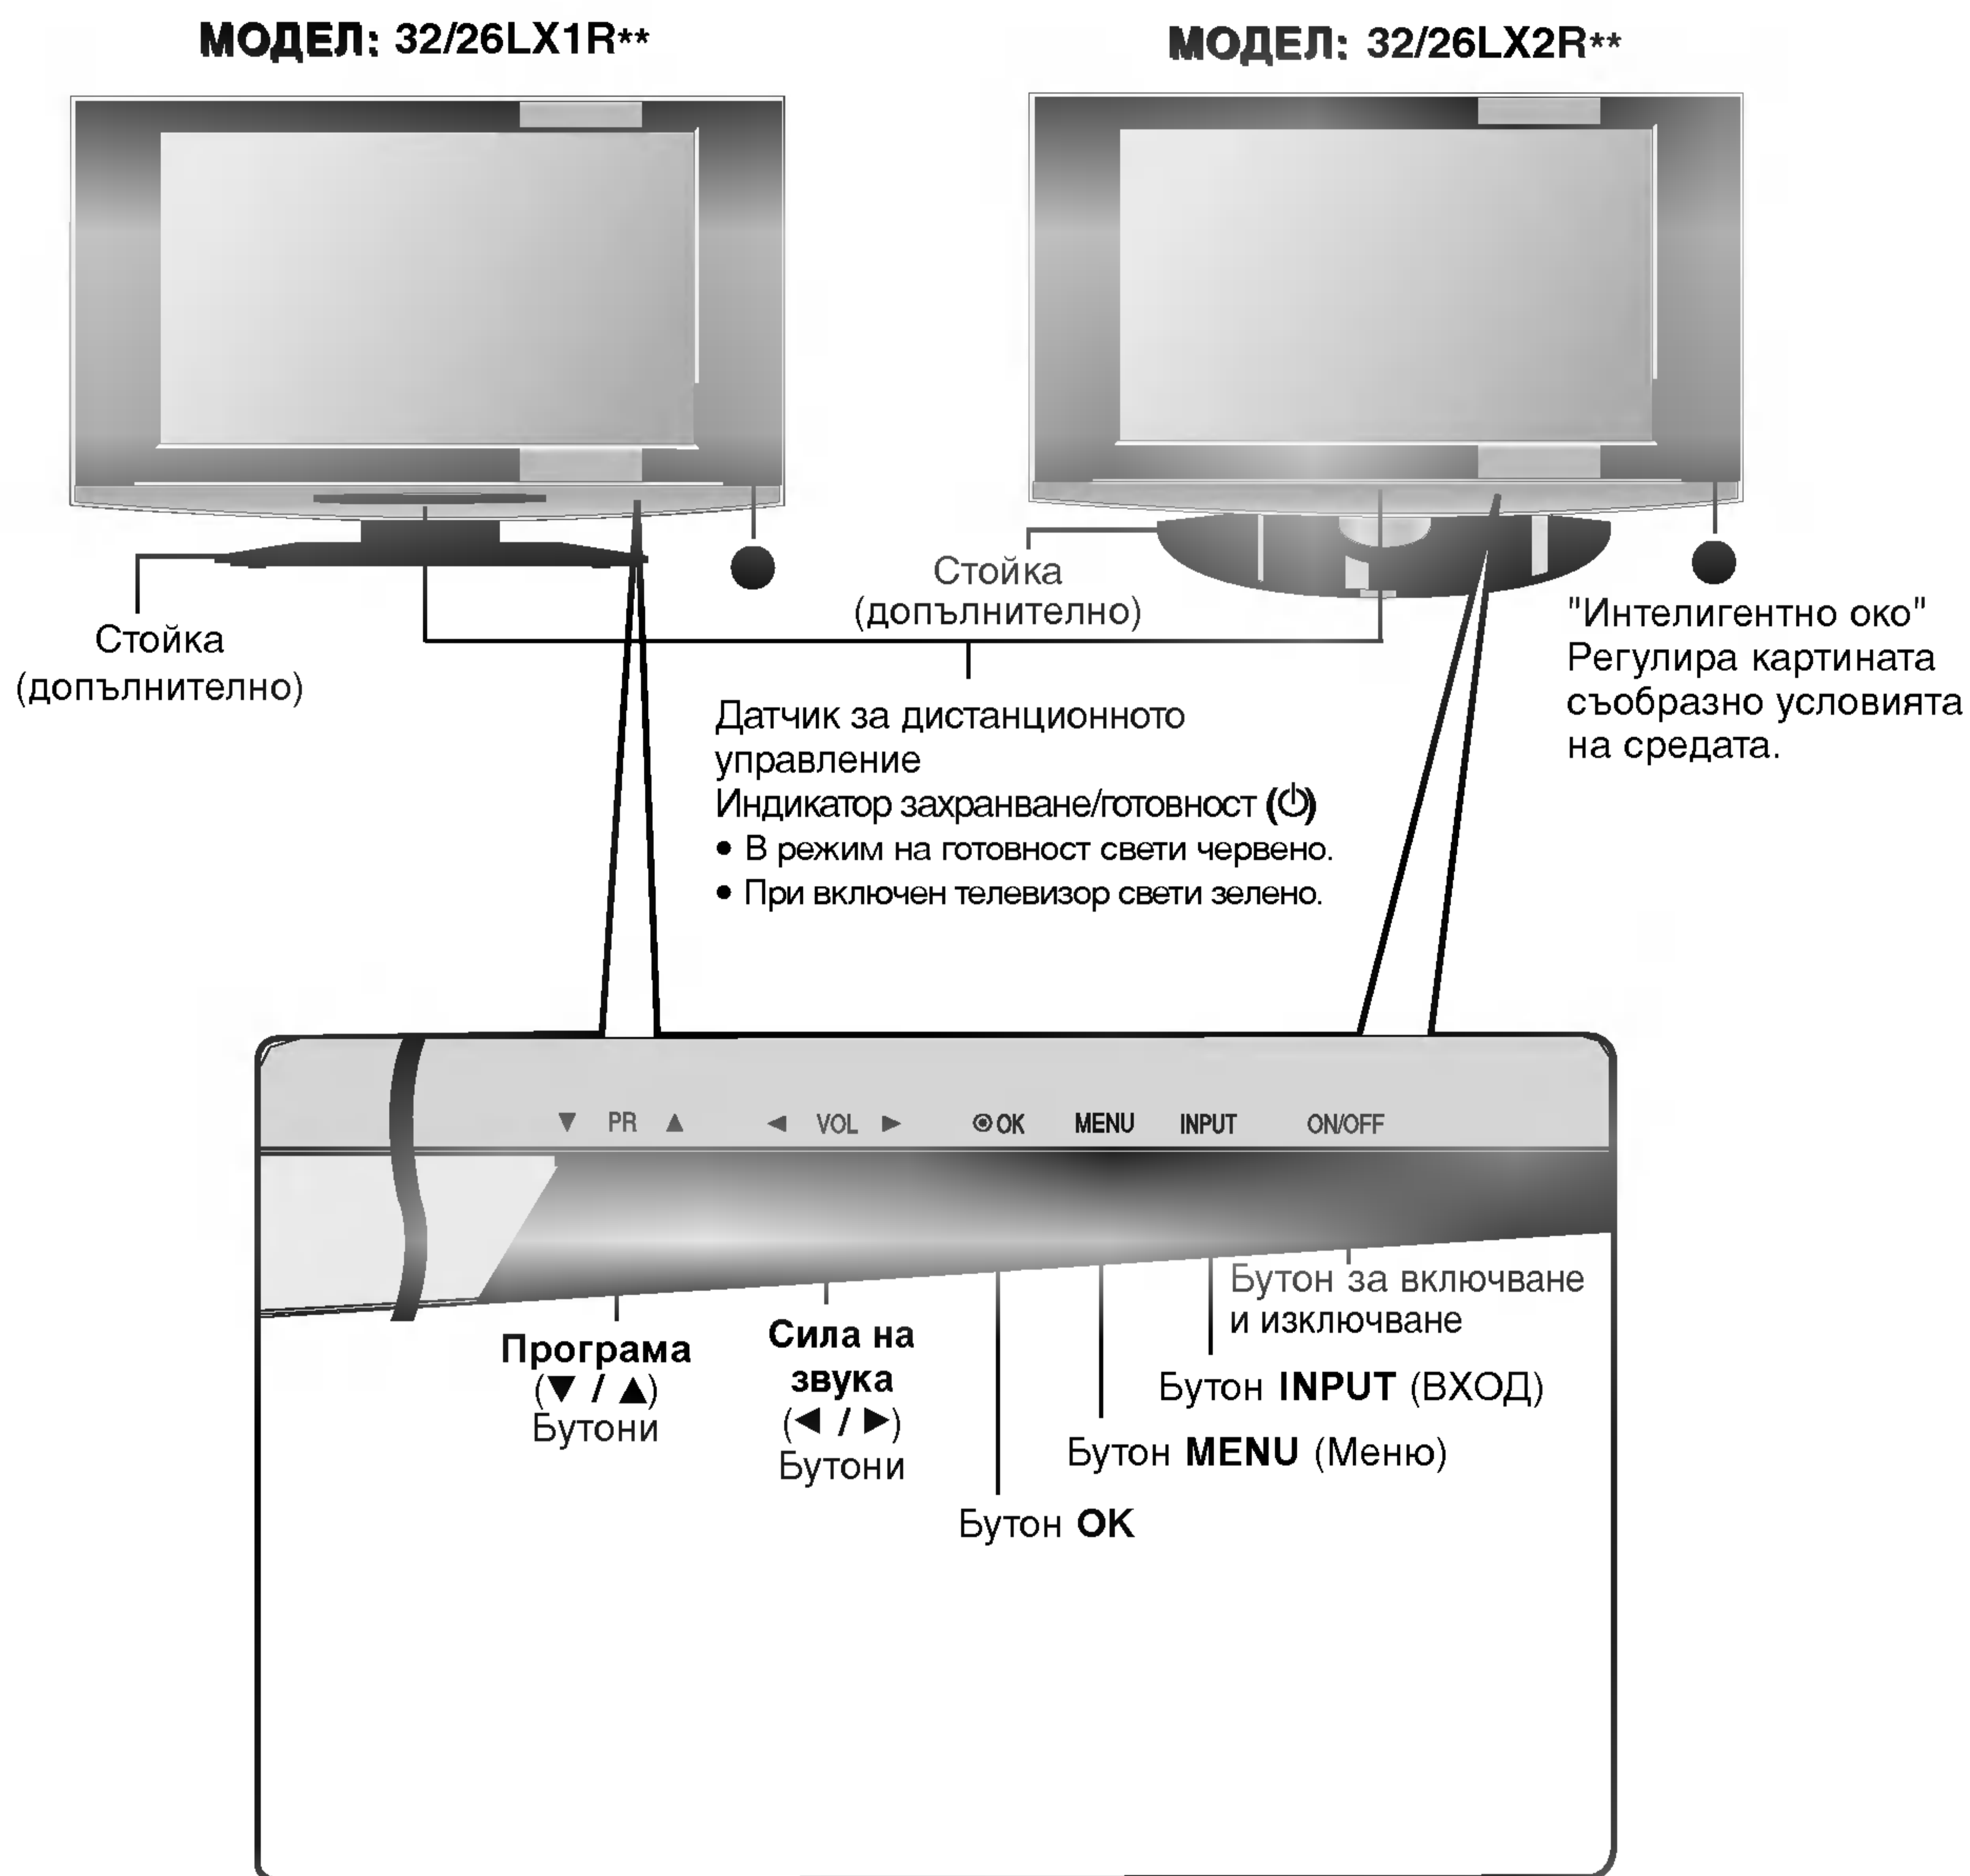 МОДЕЛ: 32/26LX1R**
МОДЕЛ: 32/26LX2R**
Стойка
(допълнително)
Стойка
(допълнително)
"Интелигентно око"
Регулира картината
съобразно условията
на средата.
Датчик за дистанционното
управление
Индикатор захранване/готовност (⏻)
• В режим на готовност свети червено.
• При включен телевизор свети зелено.
▼ PR ▲ ◄ VOL ► ⦿OK MENU INPUT ON/OFF
Програма
(▼ / ▲)
Бутони
Сила на
звука
(◄ / ►)
Бутони
Бутон за включване
и изключване
Бутон INPUT (ВХОД)
Бутон MENU (Меню)
Бутон OK